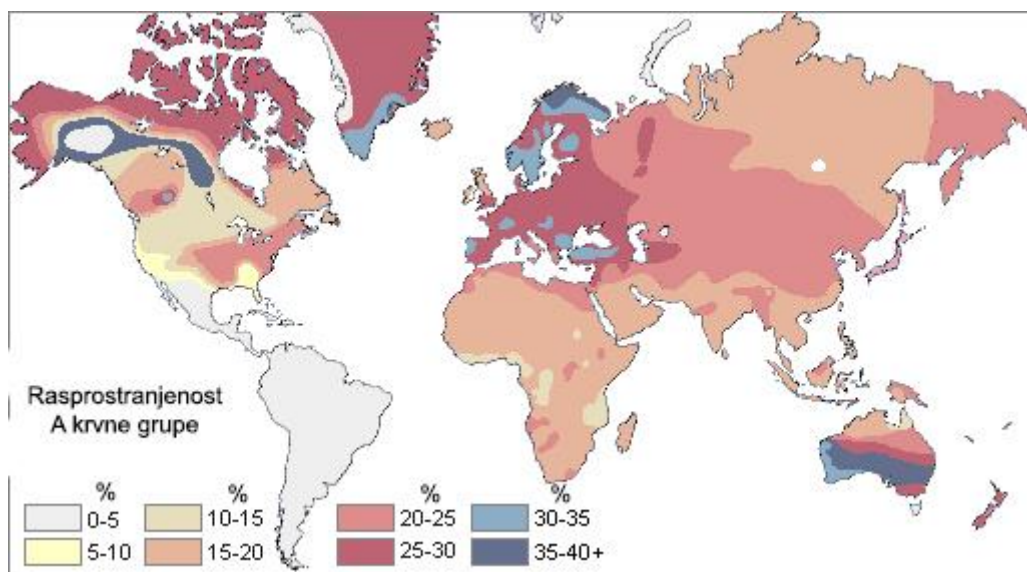 Rasprostranjenost
A krvne grupe
% % % %
0-5 10-15 20-25 30-35
5-10 15-20 25-30 35-40+